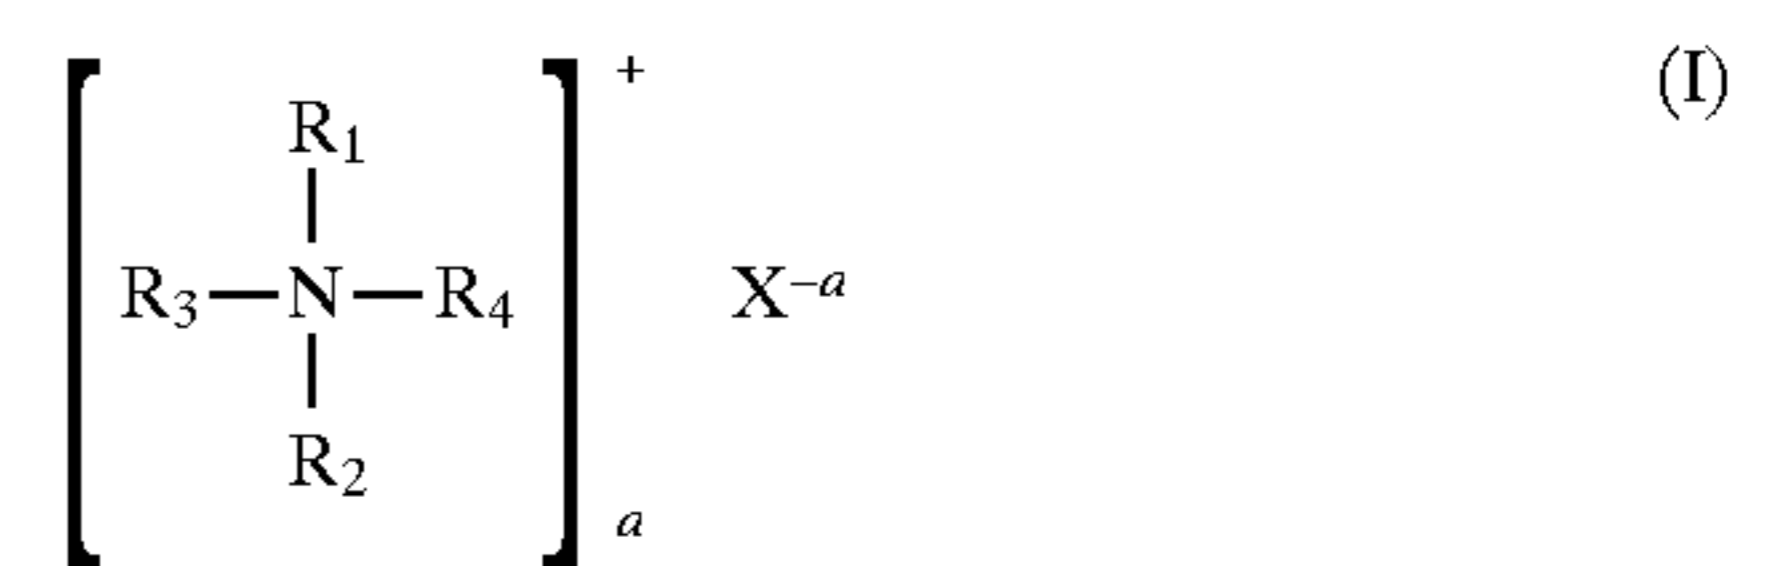 + (I)
R1
R3—N—R4 X–a
R2
a